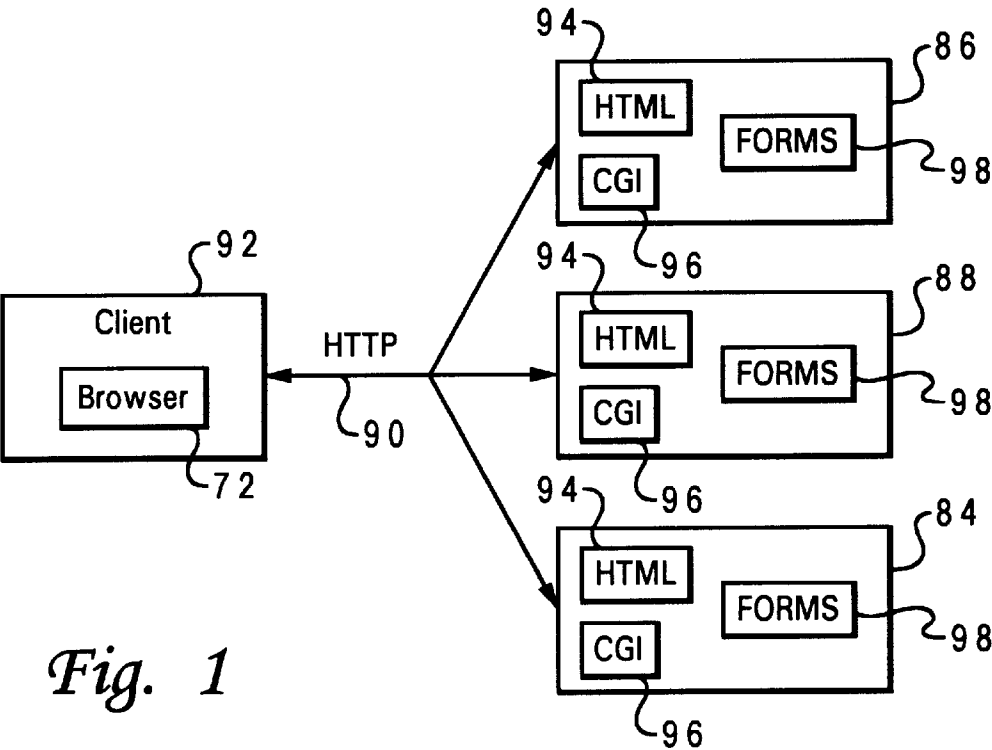 94
86
HTML
FORMS
98
CGI
96
92
Client
Browser
72
HTTP
90
94
88
HTML
FORMS
98
CGI
96
94
84
HTML
FORMS
98
CGI
96
Fig. 1